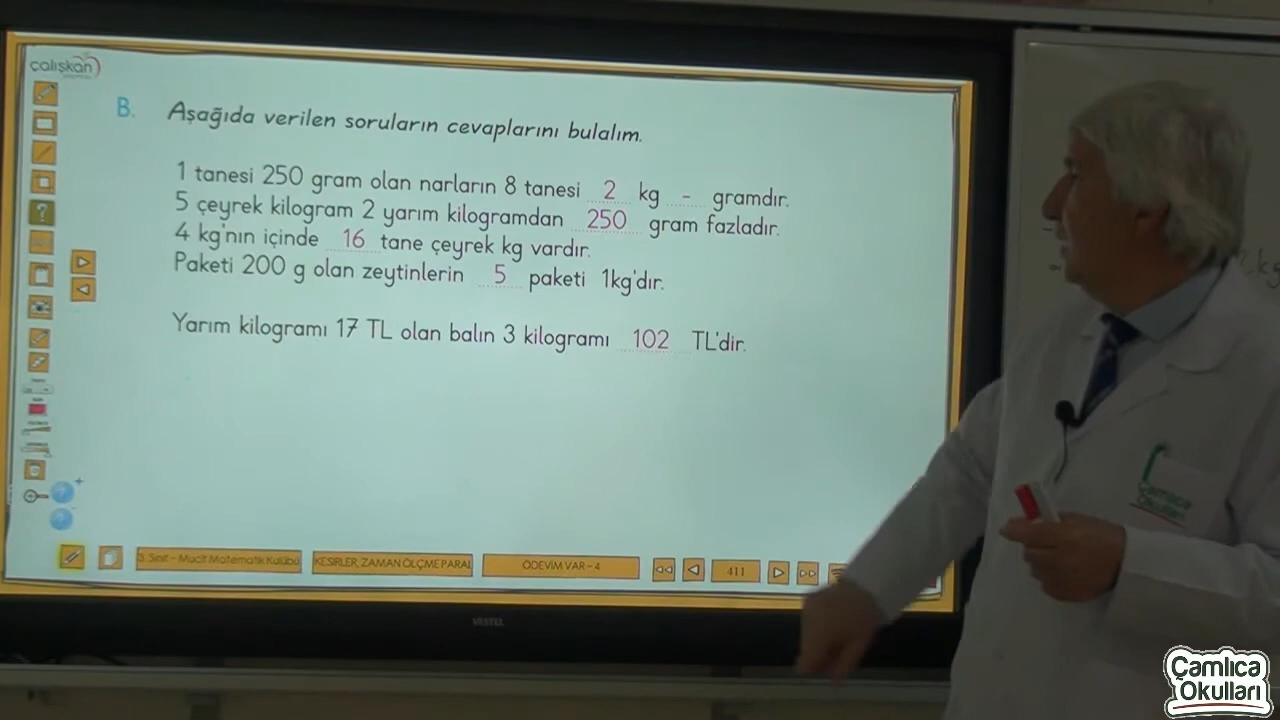 çalışkan
B. Aşağıda verilen soruların cevaplarını bulalım.
1 tanesi 250 gram olan narların 8 tanesi 2 kg - gramdır.
5 çeyrek kilogram 2 yarım kilogramdan 250 gram fazladır.
4 kg'nın içinde 16 tane çeyrek kg vardır.
Paketi 200 g olan zeytinlerin 5 paketi 1kg'dır.
Yarım kilogramı 17 TL olan balın 3 kilogramı 102 TL'dir.
3. Sınıf - Mucit Matematik Kulübü
KESİRLER, ZAMAN ÖLÇME PARAL
ÖDEVİM VAR - 4
411
VESTEL
Çamlıca
Okulları
Çamlıca
Okulları